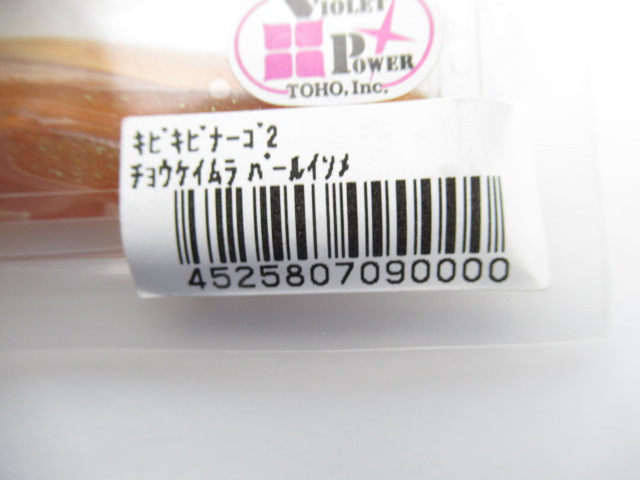 VIOLET
POWER
TOHO, Inc.
ｷﾋﾞｷﾋﾞﾅｰｺﾞ2
ﾁｮｳｹｲﾑﾗ ﾊﾟｰﾙｲｿﾒ
4525807090000